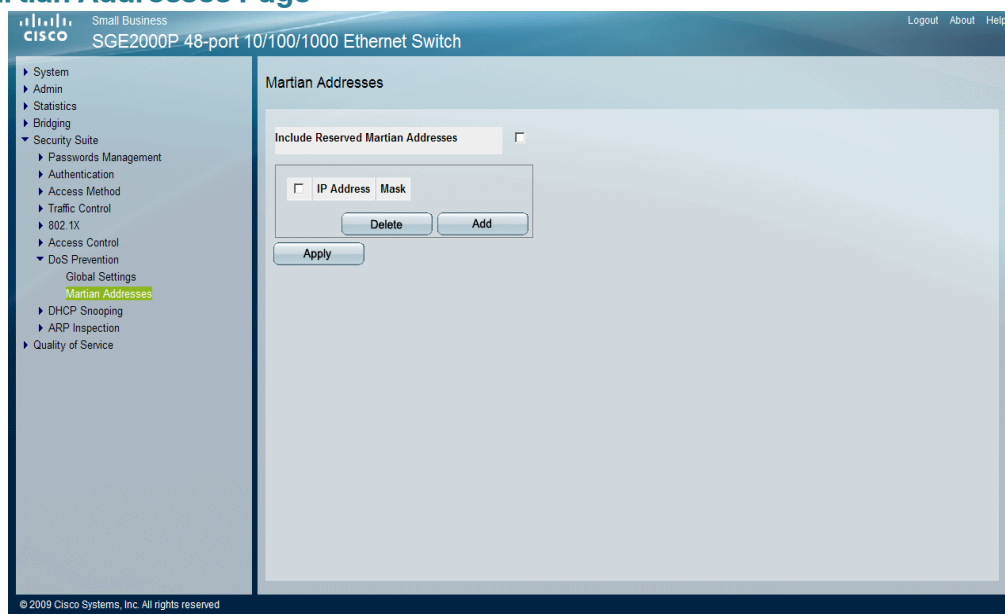 Martian Addresses Page
Small Business
CISCO
SGE2000P 48-port 10/100/1000 Ethernet Switch
Logout About Help
System
Admin
Statistics
Bridging
Security Suite
Passwords Management
Authentication
Access Method
Traffic Control
802.1X
Access Control
DoS Prevention
Global Settings
Martian Addresses
DHCP Snooping
ARP Inspection
Quality of Service
Martian Addresses
Include Reserved Martian Addresses
IP Address Mask
Delete Add
Apply
© 2009 Cisco Systems, Inc. All rights reserved